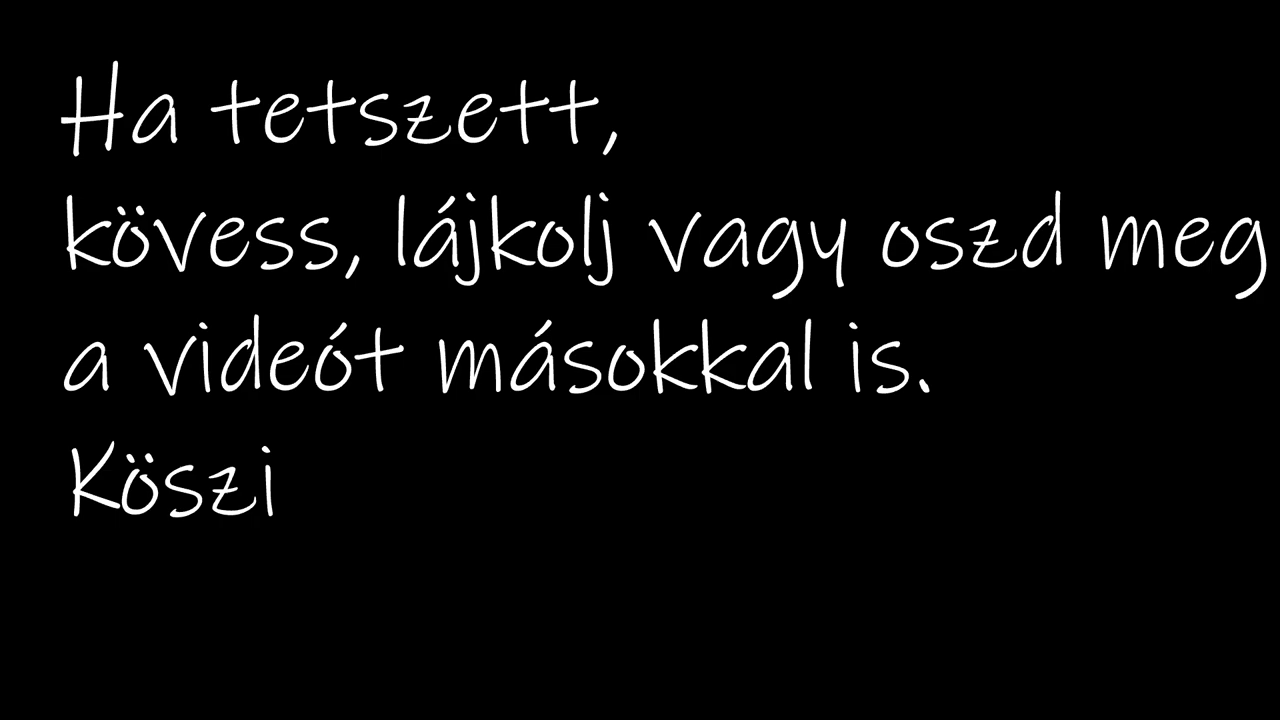 Ha tetszett,
kövess, lájkolj vagy oszd meg
a videót másokkal is.
Köszi